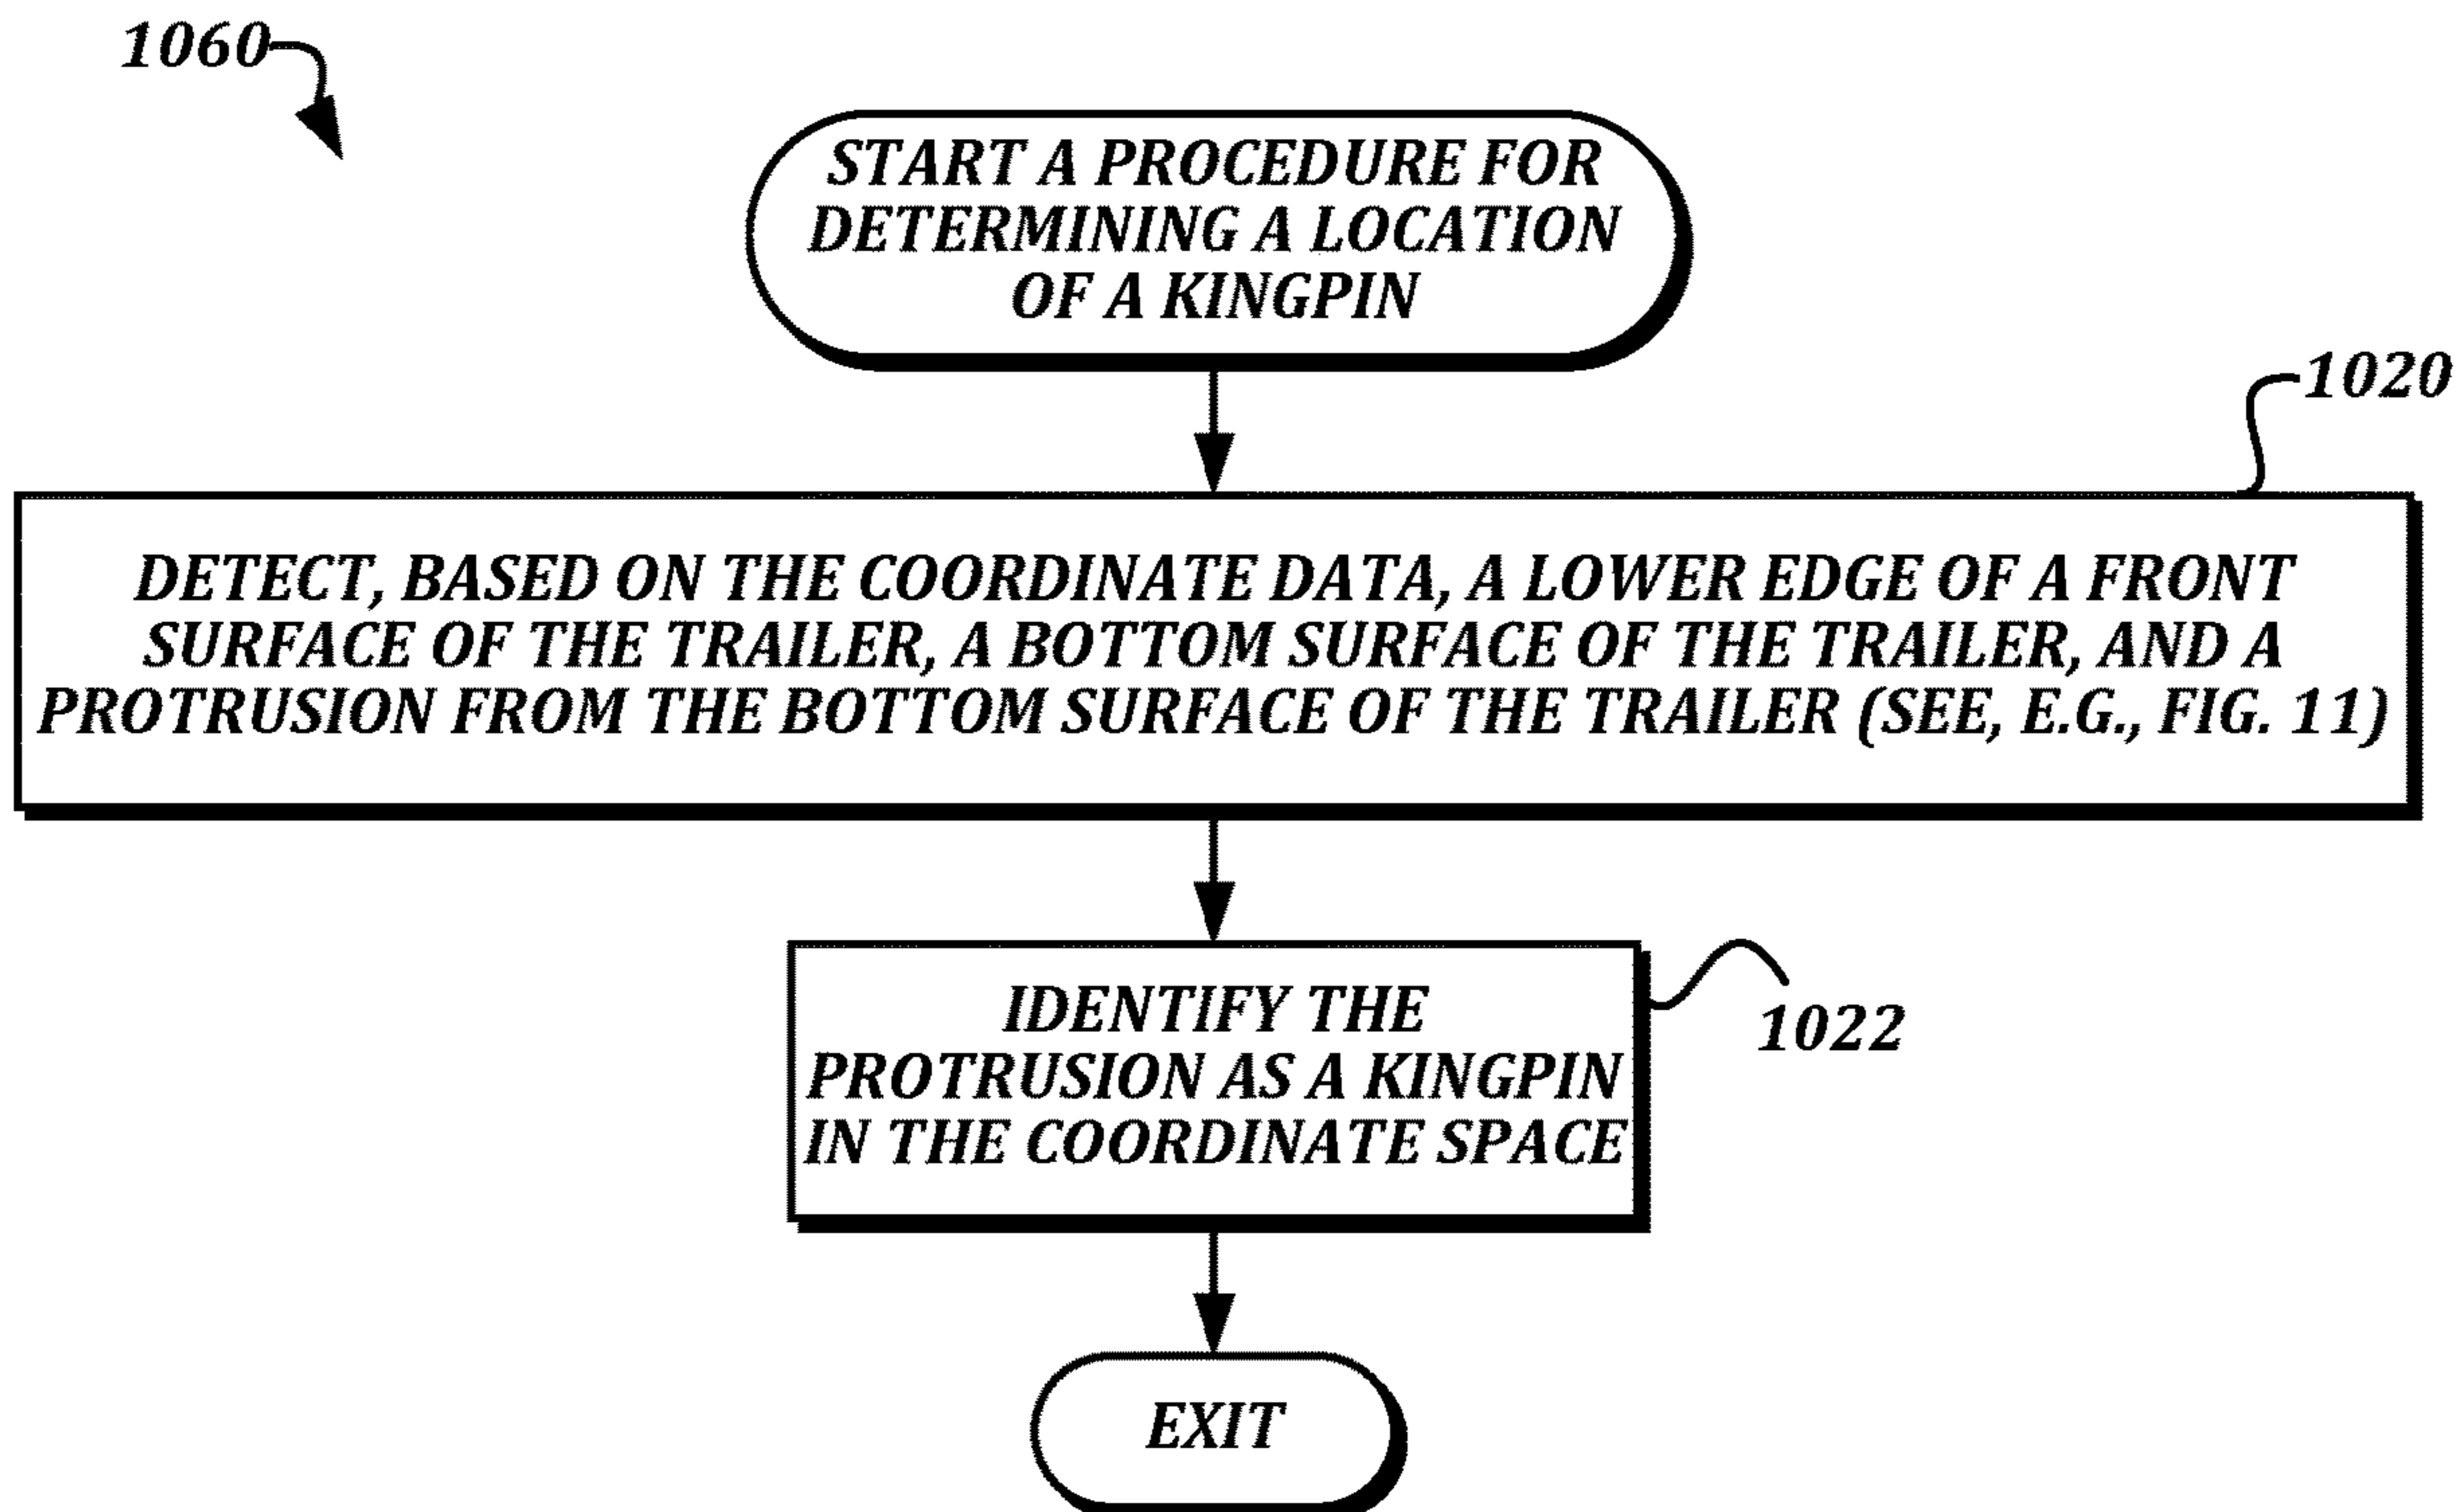 1060
START A PROCEDURE FOR
DETERMINING A LOCATION
OF A KINGPIN
1020
DETECT, BASED ON THE COORDINATE DATA, A LOWER EDGE OF A FRONT
SURFACE OF THE TRAILER, A BOTTOM SURFACE OF THE TRAILER, AND A
PROTRUSION FROM THE BOTTOM SURFACE OF THE TRAILER (SEE, E.G., FIG. 11)
IDENTIFY THE
PROTRUSION AS A KINGPIN
IN THE COORDINATE SPACE
1022
EXIT